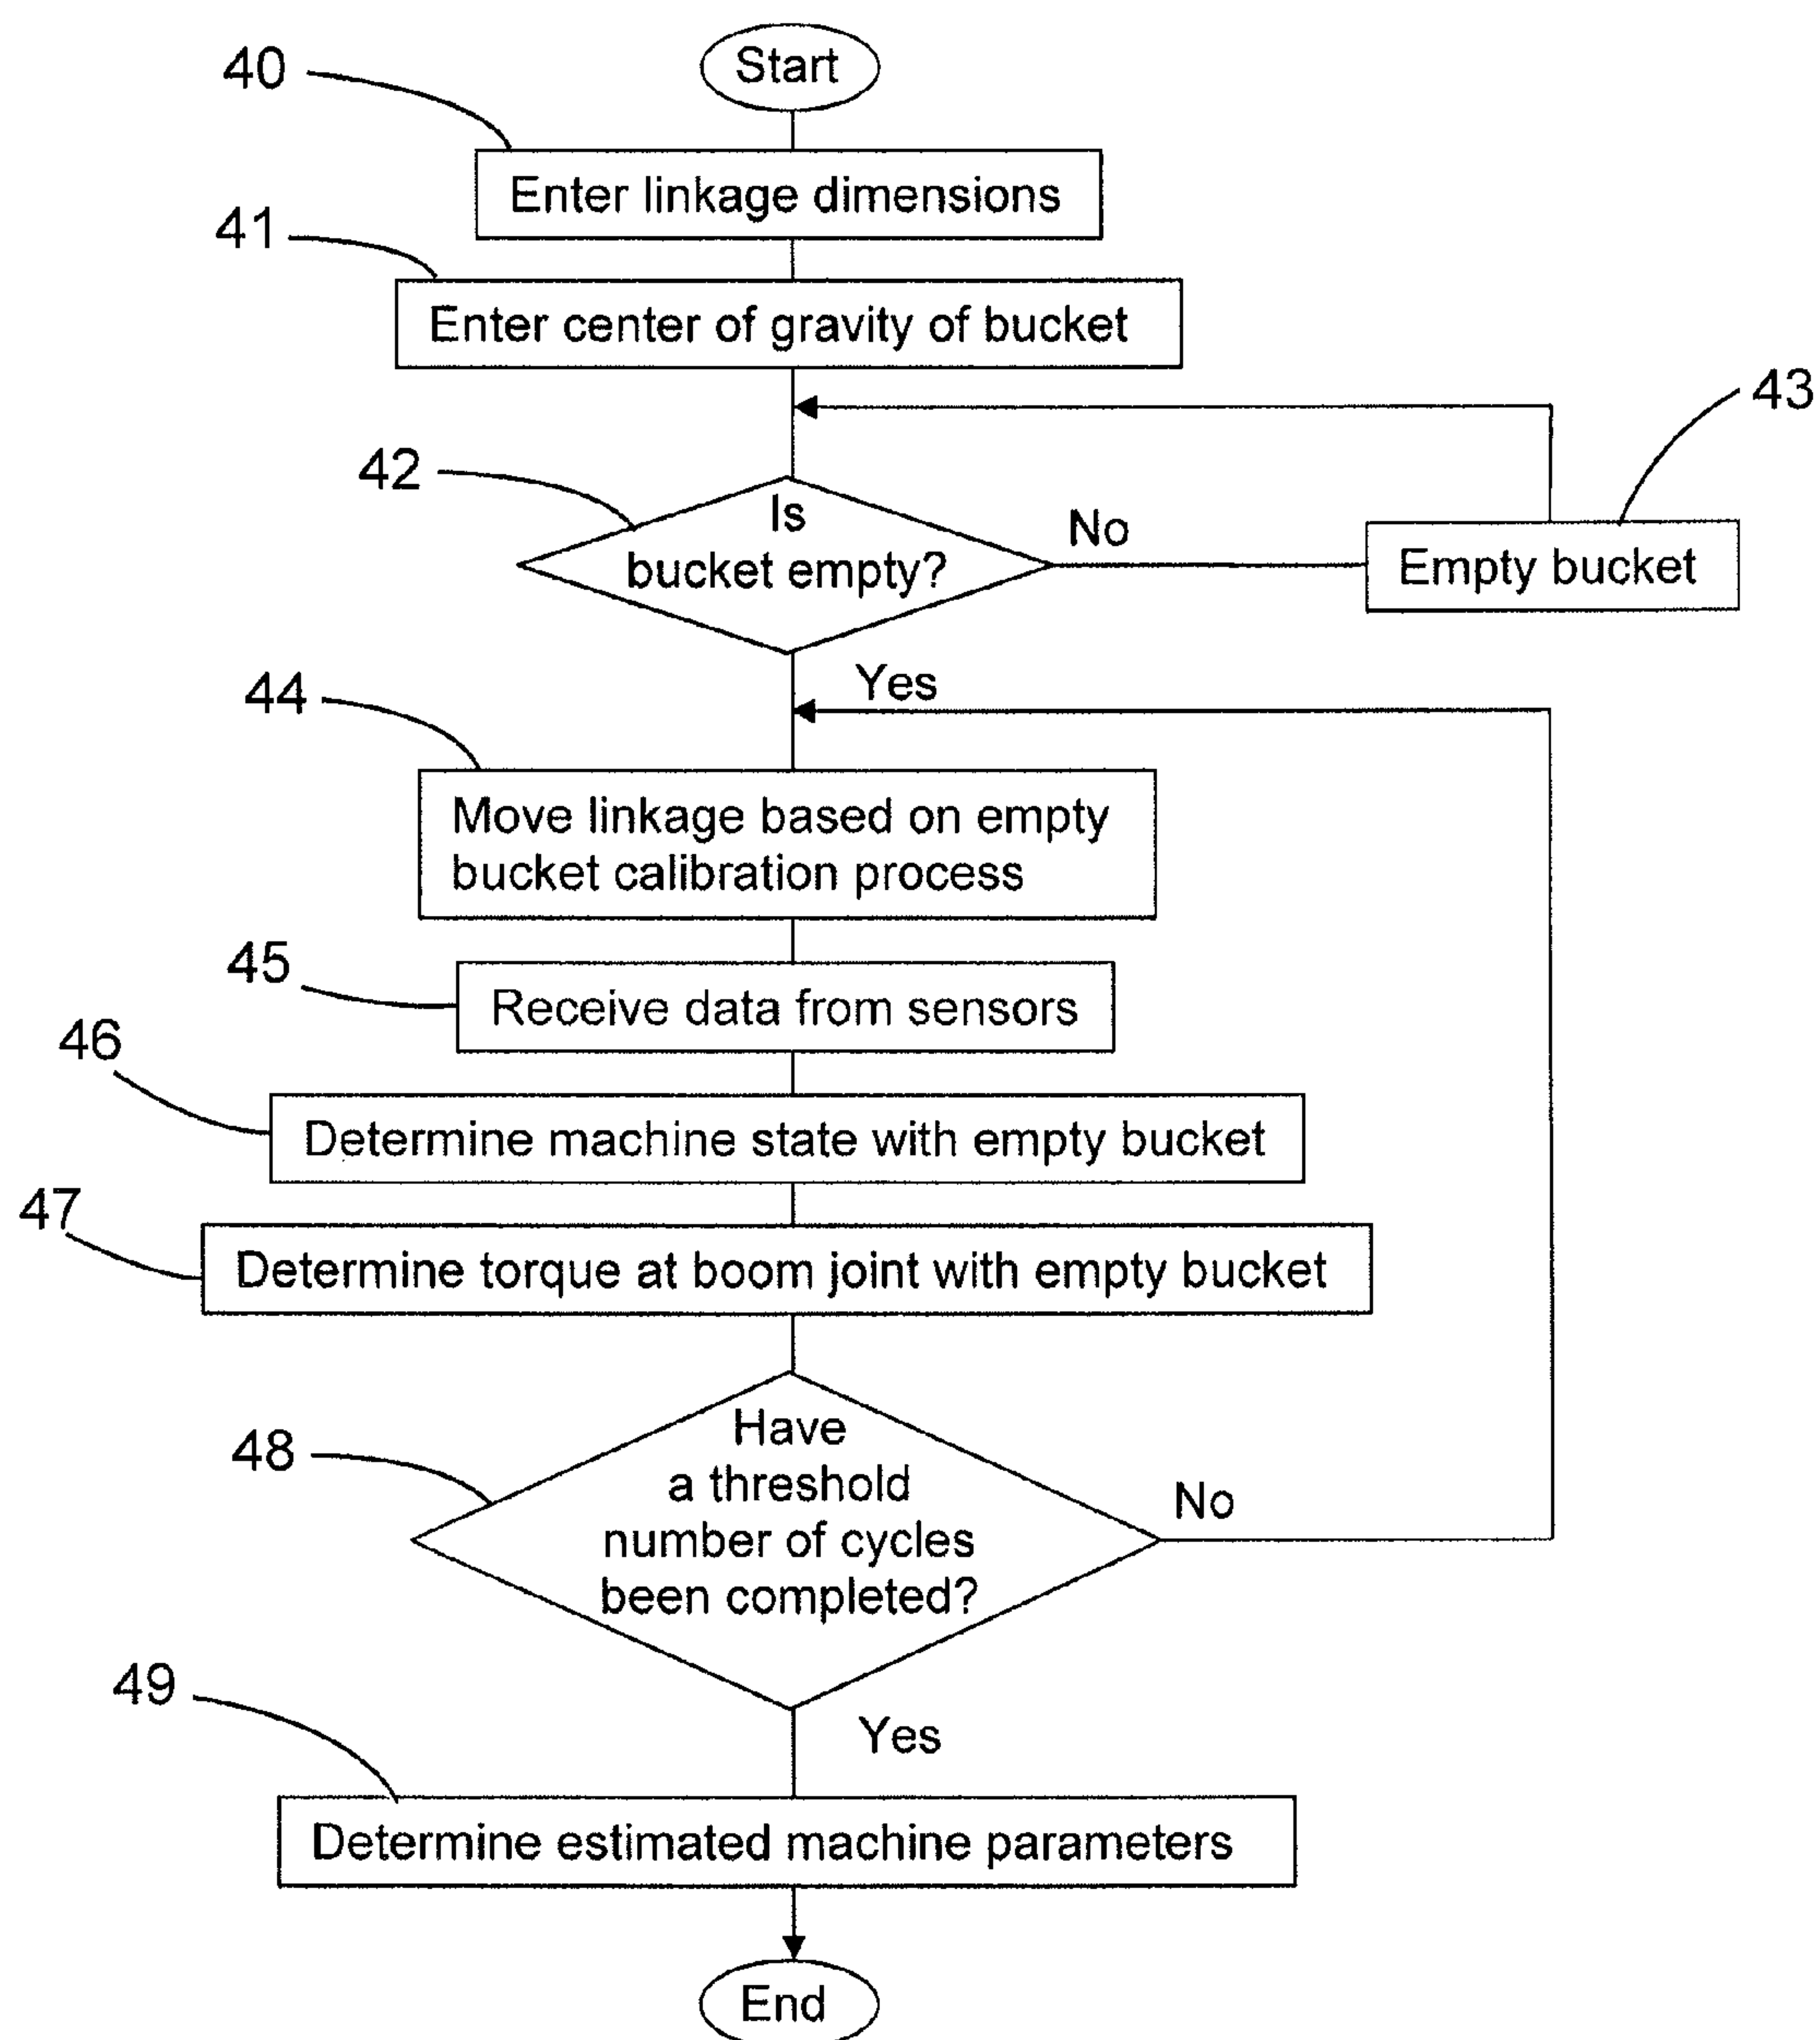 Start
40
Enter linkage dimensions
41
Enter center of gravity of bucket
43
42
Is
bucket empty?
No
Empty bucket
Yes
44
Move linkage based on empty
bucket calibration process
45
Receive data from sensors
46
Determine machine state with empty bucket
47
Determine torque at boom joint with empty bucket
48
Have
a threshold
number of cycles
been completed?
No
49
Yes
Determine estimated machine parameters
End